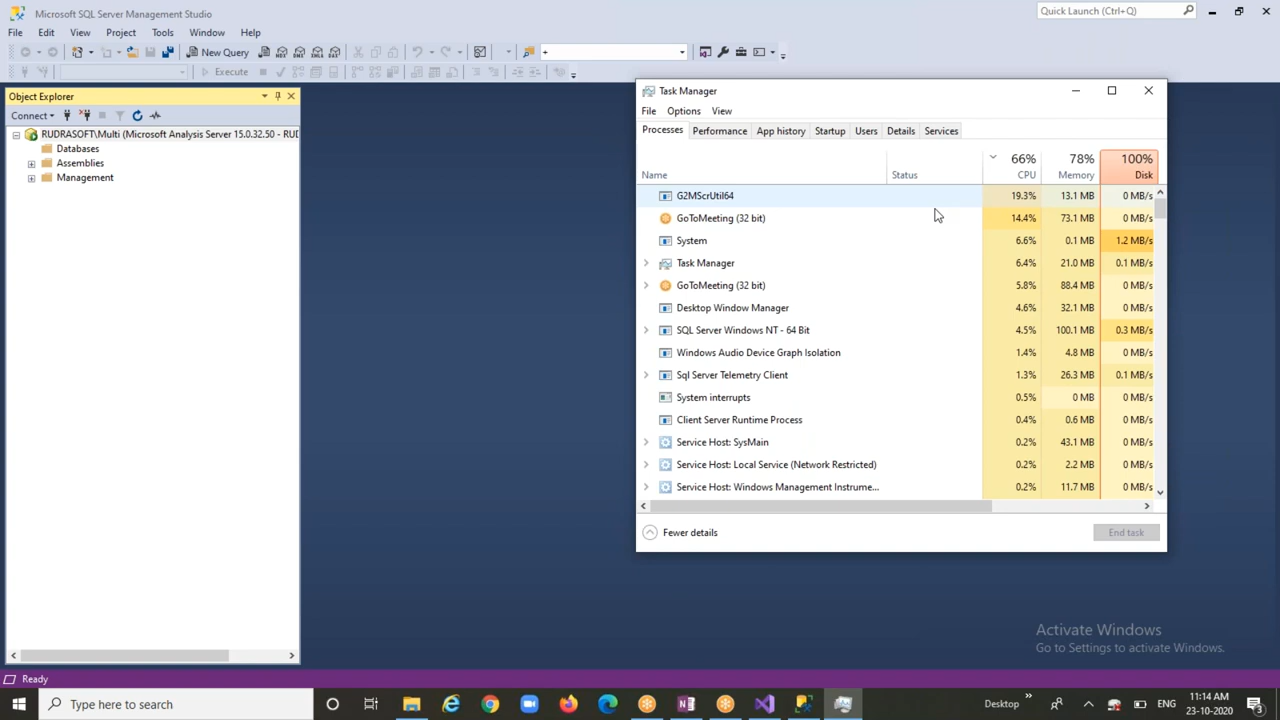 Microsoft SQL Server Management Studio
Quick Launch (Ctrl+Q)
File Edit View Project Tools Window Help
New Query
MDX DMX XMLA DAX
+
Execute
Object Explorer
Connect
RUDRASOFT\Multi (Microsoft Analysis Server 15.0.32.50 - RUD
Databases
Assemblies
Management
Task Manager
File Options View
Processes Performance App history Startup Users Details Services
66% 78% 100%
Name Status CPU Memory Disk
G2MScrUtil64 19.3% 13.1 MB 0 MB/s
GoToMeeting (32 bit) 14.4% 73.1 MB 0 MB/s
System 6.6% 0.1 MB 1.2 MB/s
Task Manager 6.4% 21.0 MB 0.1 MB/s
GoToMeeting (32 bit) 5.8% 88.4 MB 0 MB/s
Desktop Window Manager 4.6% 32.1 MB 0 MB/s
SQL Server Windows NT - 64 Bit 4.5% 100.1 MB 0.3 MB/s
Windows Audio Device Graph Isolation 1.4% 4.8 MB 0 MB/s
Sql Server Telemetry Client 1.3% 26.3 MB 0.1 MB/s
System interrupts 0.5% 0 MB 0 MB/s
Client Server Runtime Process 0.4% 0.6 MB 0 MB/s
Service Host: SysMain 0.2% 43.1 MB 0 MB/s
Service Host: Local Service (Network Restricted) 0.2% 2.2 MB 0 MB/s
Service Host: Windows Management Instrume... 0.2% 11.7 MB 0 MB/s
Fewer details
End task
Activate Windows
Go to Settings to activate Windows.
Ready
Type here to search
Desktop
ENG
11:14 AM
23-10-2020
3